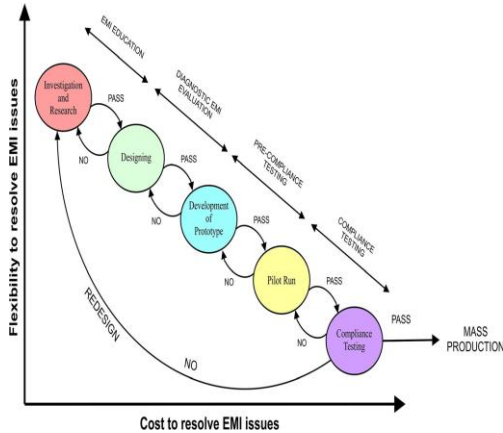 Flexibility to resolve EMI issues
EMI EDUCATION
DIAGNOSTIC EMI
EVALUATION
PRE-COMPLIANCE
TESTING
COMPLIANCE
TESTING
Investigation
and
Research
PASS
NO
Designing
PASS
NO
Development
of
Prototype
PASS
NO
Pilot Run
PASS
NO
Compliance
Testing
PASS
MASS
PRODUCTION
REDESIGN
NO
Cost to resolve EMI issues